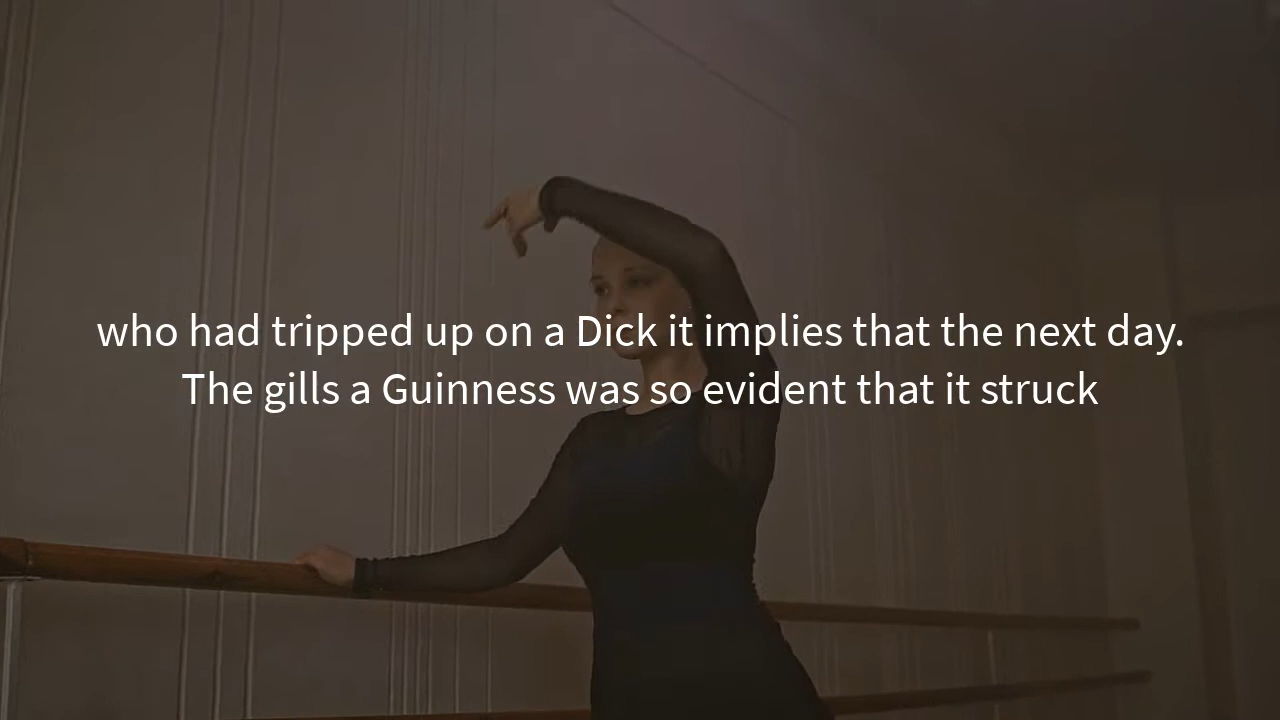 who had tripped up on a Dick it implies that the next day.
The gills a Guinness was so evident that it struck